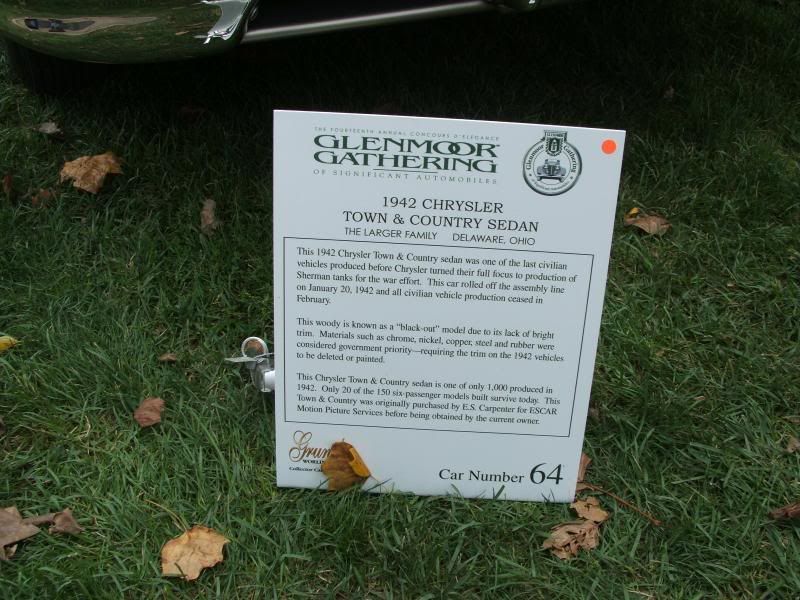 THE FOURTEENTH ANNUAL CONCOURS D'ELEGANCE
GLENMOOR
GATHERING
OF SIGNIFICANT AUTOMOBILES
Glenmoor Gathering
1942 CHRYSLER
TOWN & COUNTRY SEDAN
THE LARGER FAMILY DELAWARE, OHIO
This 1942 Chrysler Town & Country sedan was one of the last civilian
vehicles produced before Chrysler turned their full focus to production of
Sherman tanks for the war effort. This car rolled off the assembly line
on January 20, 1942 and all civilian vehicle production ceased in
February.
This woody is known as a "black-out" model due to its lack of bright
trim. Materials such as chrome, nickel, copper, steel and rubber were
considered government priority—requiring the trim on the 1942 vehicles
to be deleted or painted.
This Chrysler Town & Country sedan is one of only 1,000 produced in
1942. Only 20 of the 150 six-passenger models built survive today. This
Town & Country was originally purchased by E.S. Carpenter for ESCAR
Motion Picture Services before being obtained by the current owner.
Collector
Car Number 64